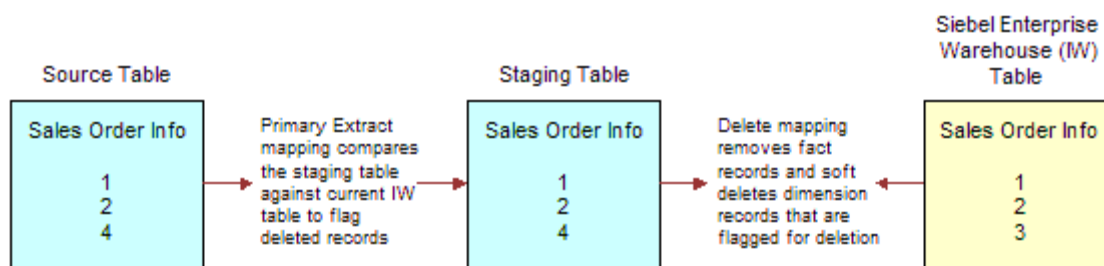 Source Table
Sales Order Info
1
2
4
Primary Extract
mapping compares
the staging table
against current IW
table to flag
deleted records
Staging Table
Sales Order Info
1
2
4
Delete mapping
removes fact
records and soft
deletes dimension
records that are
flagged for deletion
Siebel Enterprise
Warehouse (IW)
Table
Sales Order Info
1
2
3